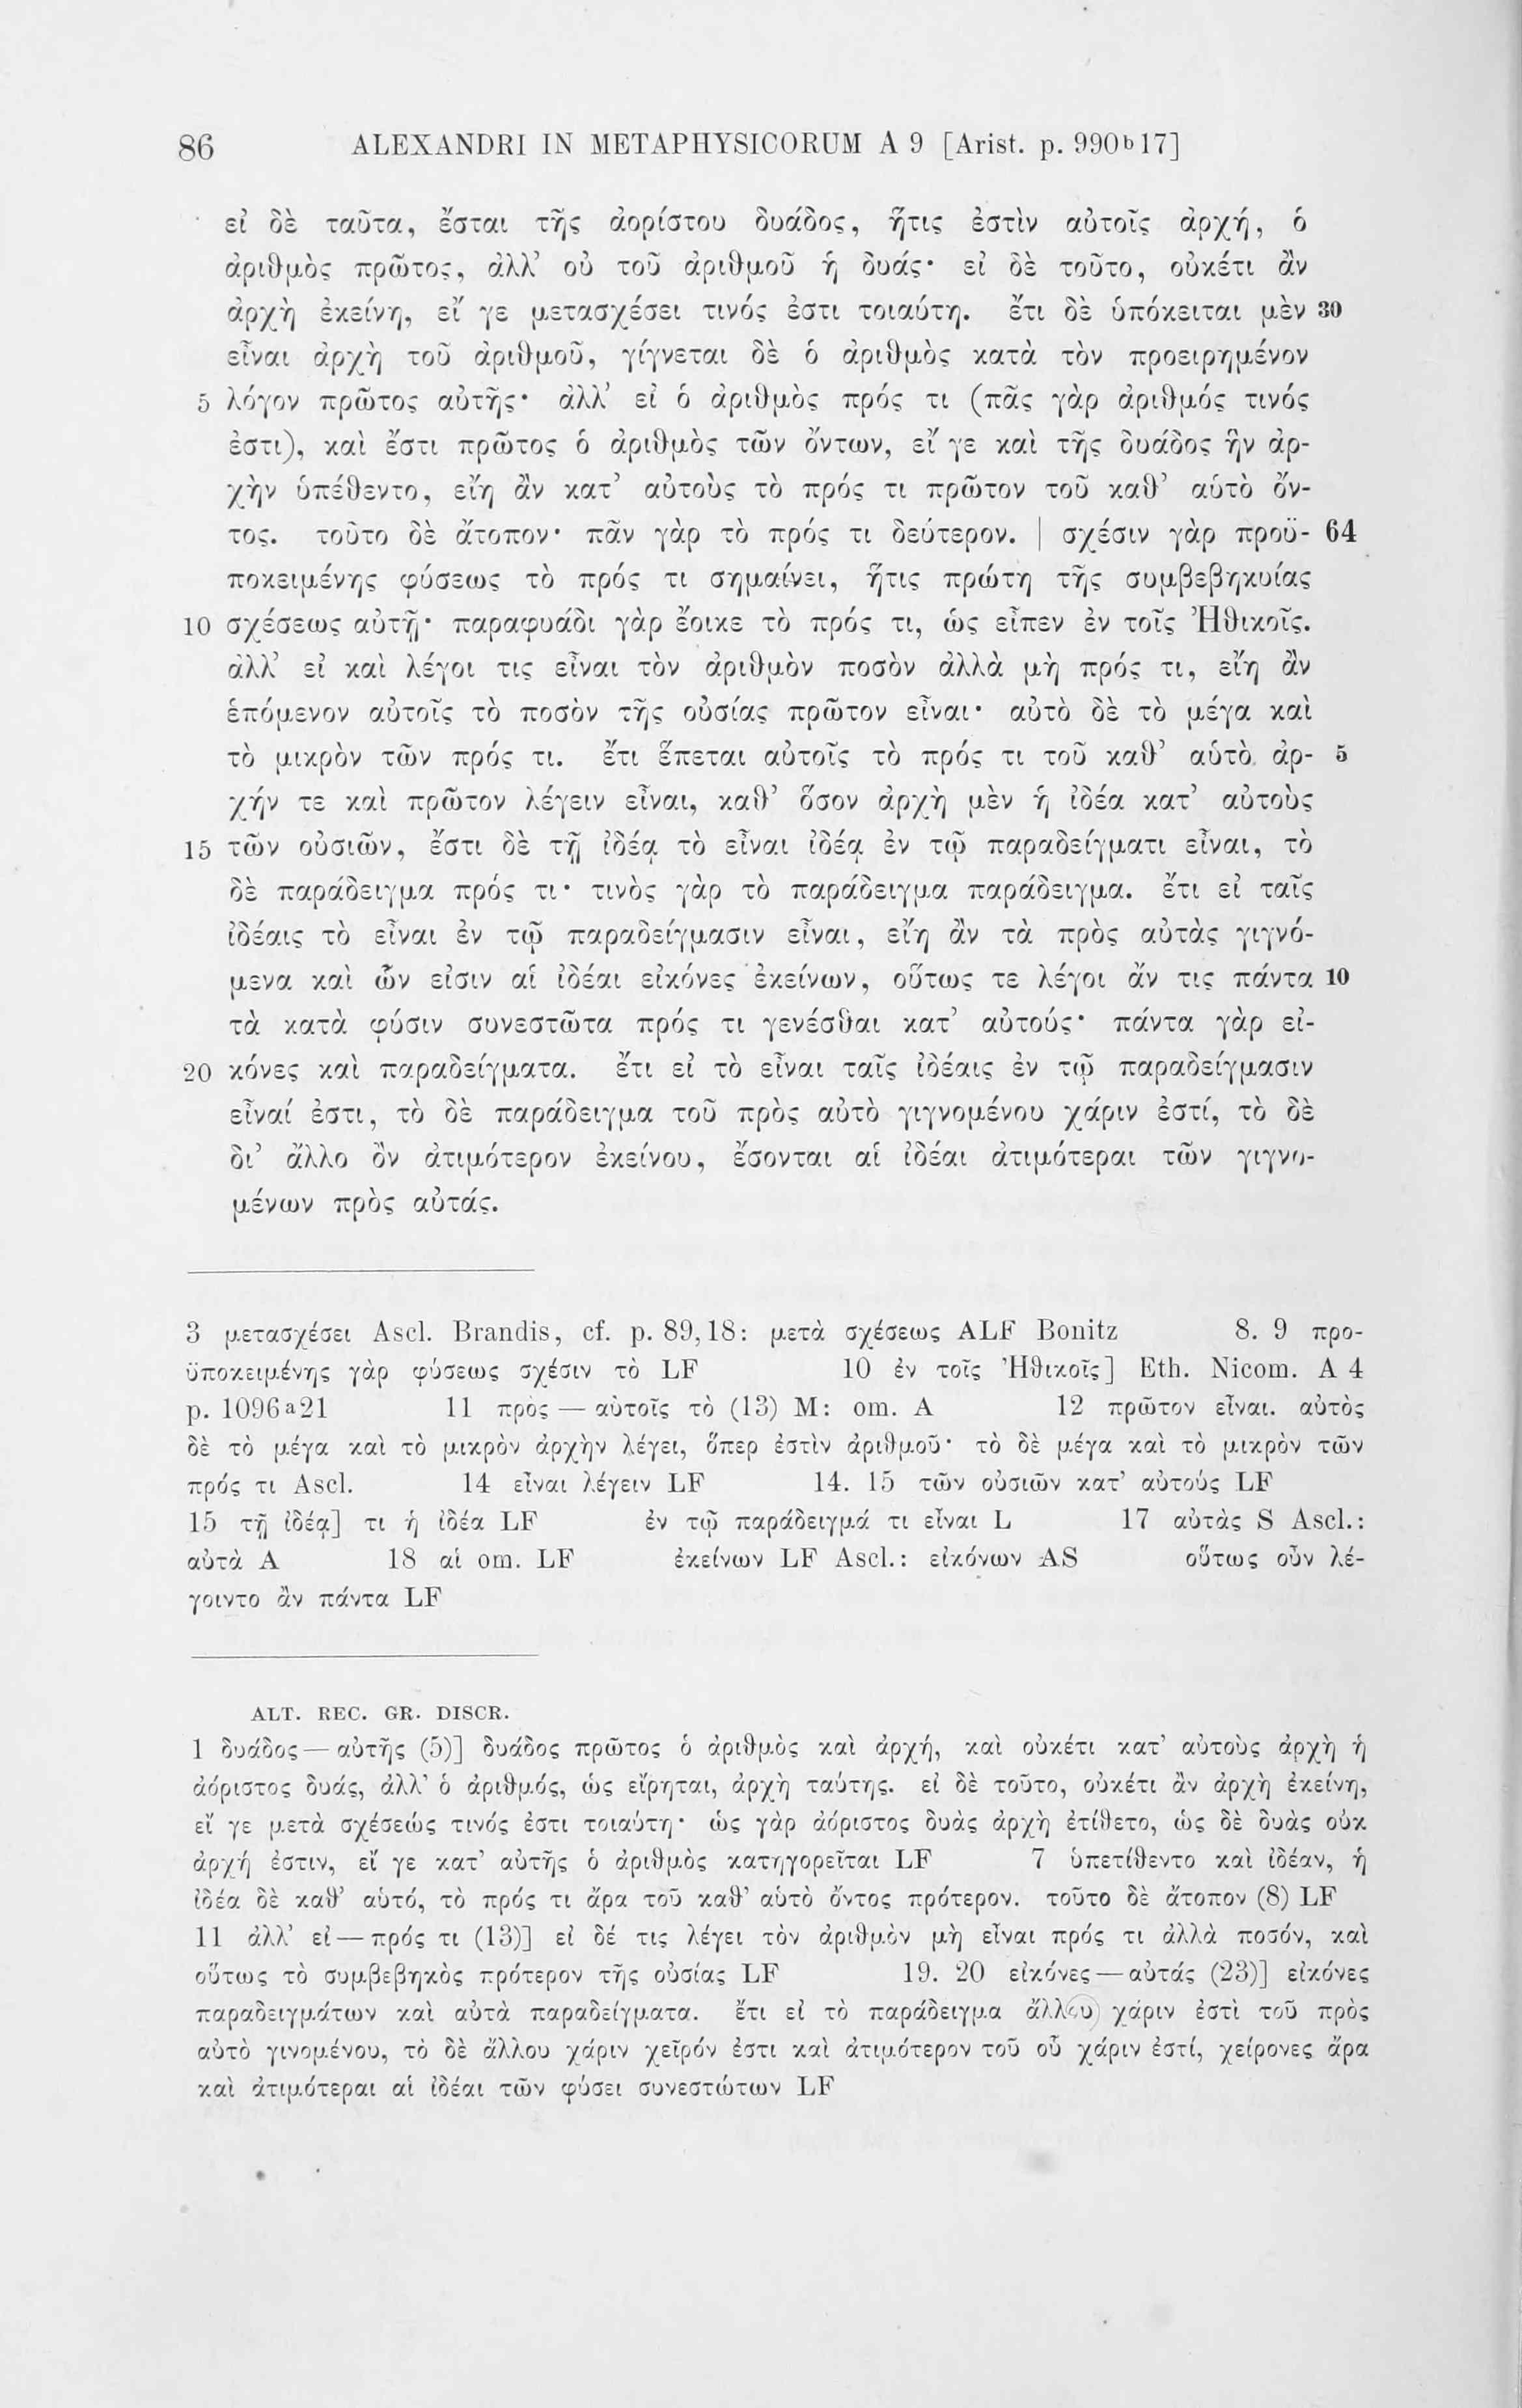 86 ALEXANDRI IN METAPHYSICORUM A 9 [Arist. p. 990b17]
εἰ δὲ ταῦτα, ἔσται τῆς ἀορίστου δυάδος, ἥτις ἐστὶν αὐτοῖς ἀρχή, ὁ
ἀριθμὸς πρῶτος, ἀλλ’ οὐ τοῦ ἀριθμοῦ ἡ δυάς· εἰ δὲ τοῦτο, οὐκέτι ἂν
ἀρχὴ ἐκείνη, εἴ γε μετασχέσει τινός ἐστι τοιαύτη. ἔτι δὲ ὑπόκειται μὲν 30
εἶναι ἀρχὴ τοῦ ἀριθμοῦ, γίγνεται δὲ ὁ ἀριθμὸς κατὰ τὸν προειρημένον
5 λόγον πρῶτος αὐτῆς· ἀλλ’ εἰ ὁ ἀριθμὸς πρός τι (πᾶς γὰρ ἀριθμός τινός
ἐστι), καὶ ἔστι πρῶτος ὁ ἀριθμὸς τῶν ὄντων, εἴ γε καὶ τῆς δυάδος ἣν ἀρ-
χὴν ὑπέθεντο, εἴη ἂν κατ’ αὐτοὺς τὸ πρός τι πρῶτον τοῦ καθ’ αὑτὸ ὄν-
τος. τοῦτο δὲ ἄτοπον· πᾶν γὰρ τὸ πρός τι δεύτερον. | σχέσιν γὰρ προϋ- 64
ποκειμένης φύσεως τὸ πρός τι σημαίνει, ἥτις πρώτη τῆς συμβεβηκυίας
10 σχέσεως αὐτῇ· παραφυάδι γὰρ ἔοικε τὸ πρός τι, ὡς εἶπεν ἐν τοῖς Ἠθικοῖς.
ἀλλ’ εἰ καὶ λέγοι τις εἶναι τὸν ἀριθμὸν ποσὸν ἀλλὰ μὴ πρός τι, εἴη ἂν
ἑπόμενον αὐτοῖς τὸ ποσὸν τῆς οὐσίας πρῶτον εἶναι· αὐτὸ δὲ τὸ μέγα καὶ
τὸ μικρὸν τῶν πρός τι. ἔτι ἕπεται αὐτοῖς τὸ πρός τι τοῦ καθ’ αὑτὸ ἀρ- 5
χήν τε καὶ πρῶτον λέγειν εἶναι, καθ’ ὅσον ἀρχὴ μὲν ἡ ἰδέα κατ’ αὐτοὺς
15 τῶν οὐσιῶν, ἔστι δὲ τῇ ἰδέᾳ τὸ εἶναι ἰδέᾳ ἐν τῷ παραδείγματι εἶναι, τὸ
δὲ παράδειγμα πρός τι· τινὸς γὰρ τὸ παράδειγμα παράδειγμα. ἔτι εἰ ταῖς
ἰδέαις τὸ εἶναι ἐν τῷ παραδείγμασιν εἶναι, εἴη ἂν τὰ πρὸς αὐτὰς γιγνό-
μενα καὶ ὧν εἰσιν αἱ ἰδέαι εἰκόνες ἐκείνων, οὕτως τε λέγοι ἄν τις πάντα 10
τὰ κατὰ φύσιν συνεστῶτα πρός τι γενέσθαι κατ’ αὐτούς· πάντα γὰρ εἰ-
20 κόνες καὶ παραδείγματα. ἔτι εἰ τὸ εἶναι ταῖς ἰδέαις ἐν τῷ παραδείγμασιν
εἶναί ἐστι, τὸ δὲ παράδειγμα τοῦ πρὸς αὐτὸ γιγνομένου χάριν ἐστί, τὸ δὲ
δι’ ἄλλο ὂν ἀτιμότερον ἐκείνου, ἔσονται αἱ ἰδέαι ἀτιμότεραι τῶν γιγνο-
μένων πρὸς αὐτάς.
3 μετασχέσει Ascl. Brandis, cf. p. 89,18: μετὰ σχέσεως ALF Bonitz 8. 9 προ-
ϋποκειμένης γὰρ φύσεως σχέσιν τὸ LF 10 ἐν τοῖς Ἠθικοῖς] Eth. Nicom. A 4
p. 1096a21 11 πρὸς — αὐτοῖς τὸ (13) M: om. A 12 πρῶτον εἶναι. αὐτὸς
δὲ τὸ μέγα καὶ τὸ μικρὸν ἀρχὴν λέγει, ὅπερ ἐστὶν ἀριθμοῦ· τὸ δὲ μέγα καὶ τὸ μικρὸν τῶν
πρός τι Ascl. 14 εἶναι λέγειν LF 14. 15 τῶν οὐσιῶν κατ’ αὐτούς LF
15 τῇ ἰδέᾳ] τι ἡ ἰδέα LF ἐν τῷ παράδειγμά τι εἶναι L 17 αὐτὰς S Ascl.:
αὐτὰ A 18 αἱ om. LF ἐκείνων LF Ascl.: εἰκόνων AS οὕτως οὖν λέ-
γοιντο ἂν πάντα LF
ALT. REC. GR. DISCR.
1 δυάδος — αὐτῆς (5)] δυάδος πρῶτος ὁ ἀριθμὸς καὶ ἀρχή, καὶ οὐκέτι κατ’ αὐτοὺς ἀρχὴ ἡ
ἀόριστος δυάς, ἀλλ’ ὁ ἀριθμός, ὡς εἴρηται, ἀρχὴ ταύτης. εἰ δὲ τοῦτο, οὐκέτι ἂν ἀρχὴ ἐκείνη,
εἴ γε μετὰ σχέσεώς τινός ἐστι τοιαύτη· ὡς γὰρ ἀόριστος δυὰς ἀρχὴ ἐτίθετο, ὡς δὲ δυὰς οὐκ
ἀρχή ἐστιν, εἴ γε κατ’ αὐτῆς ὁ ἀριθμὸς κατηγορεῖται LF 7 ὑπετίθεντο καὶ ἰδέαν, ἡ
ἰδέα δὲ καθ’ αὑτό, τὸ πρός τι ἄρα τοῦ καθ’ αὑτὸ ὄντος πρότερον. τοῦτο δὲ ἄτοπον (8) LF
11 ἀλλ’ εἰ — πρός τι (13)] εἰ δέ τις λέγει τὸν ἀριθμὸν μὴ εἶναι πρός τι ἀλλὰ ποσόν, καὶ
οὕτως τὸ συμβεβηκὸς πρότερον τῆς οὐσίας LF 19. 20 εἰκόνες — αὐτάς (23)] εἰκόνες
παραδειγμάτων καὶ αὐτὰ παραδείγματα. ἔτι εἰ τὸ παράδειγμα ἄλλου χάριν ἐστὶ τοῦ πρὸς
αὐτὸ γινομένου, τὸ δὲ ἄλλου χάριν χεῖρόν ἐστι καὶ ἀτιμότερον τοῦ οὗ χάριν ἐστί, χείρονες ἄρα
καὶ ἀτιμότεραι αἱ ἰδέαι τῶν φύσει συνεστώτων LF